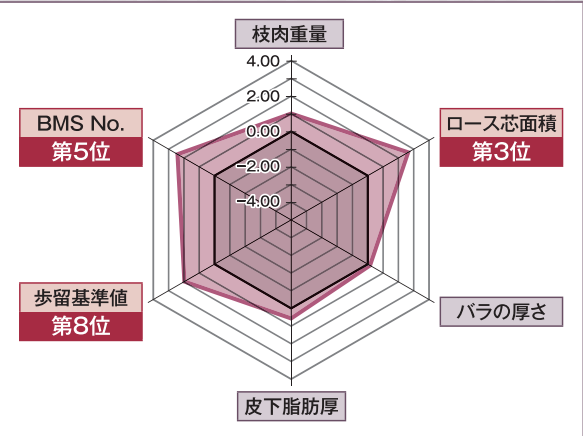 枝肉重量
4.00
2.00
0.00
−2.00
−4.00
BMS No.
第5位
ロース芯面積
第3位
歩留基準値
第8位
バラの厚さ
皮下脂肪厚